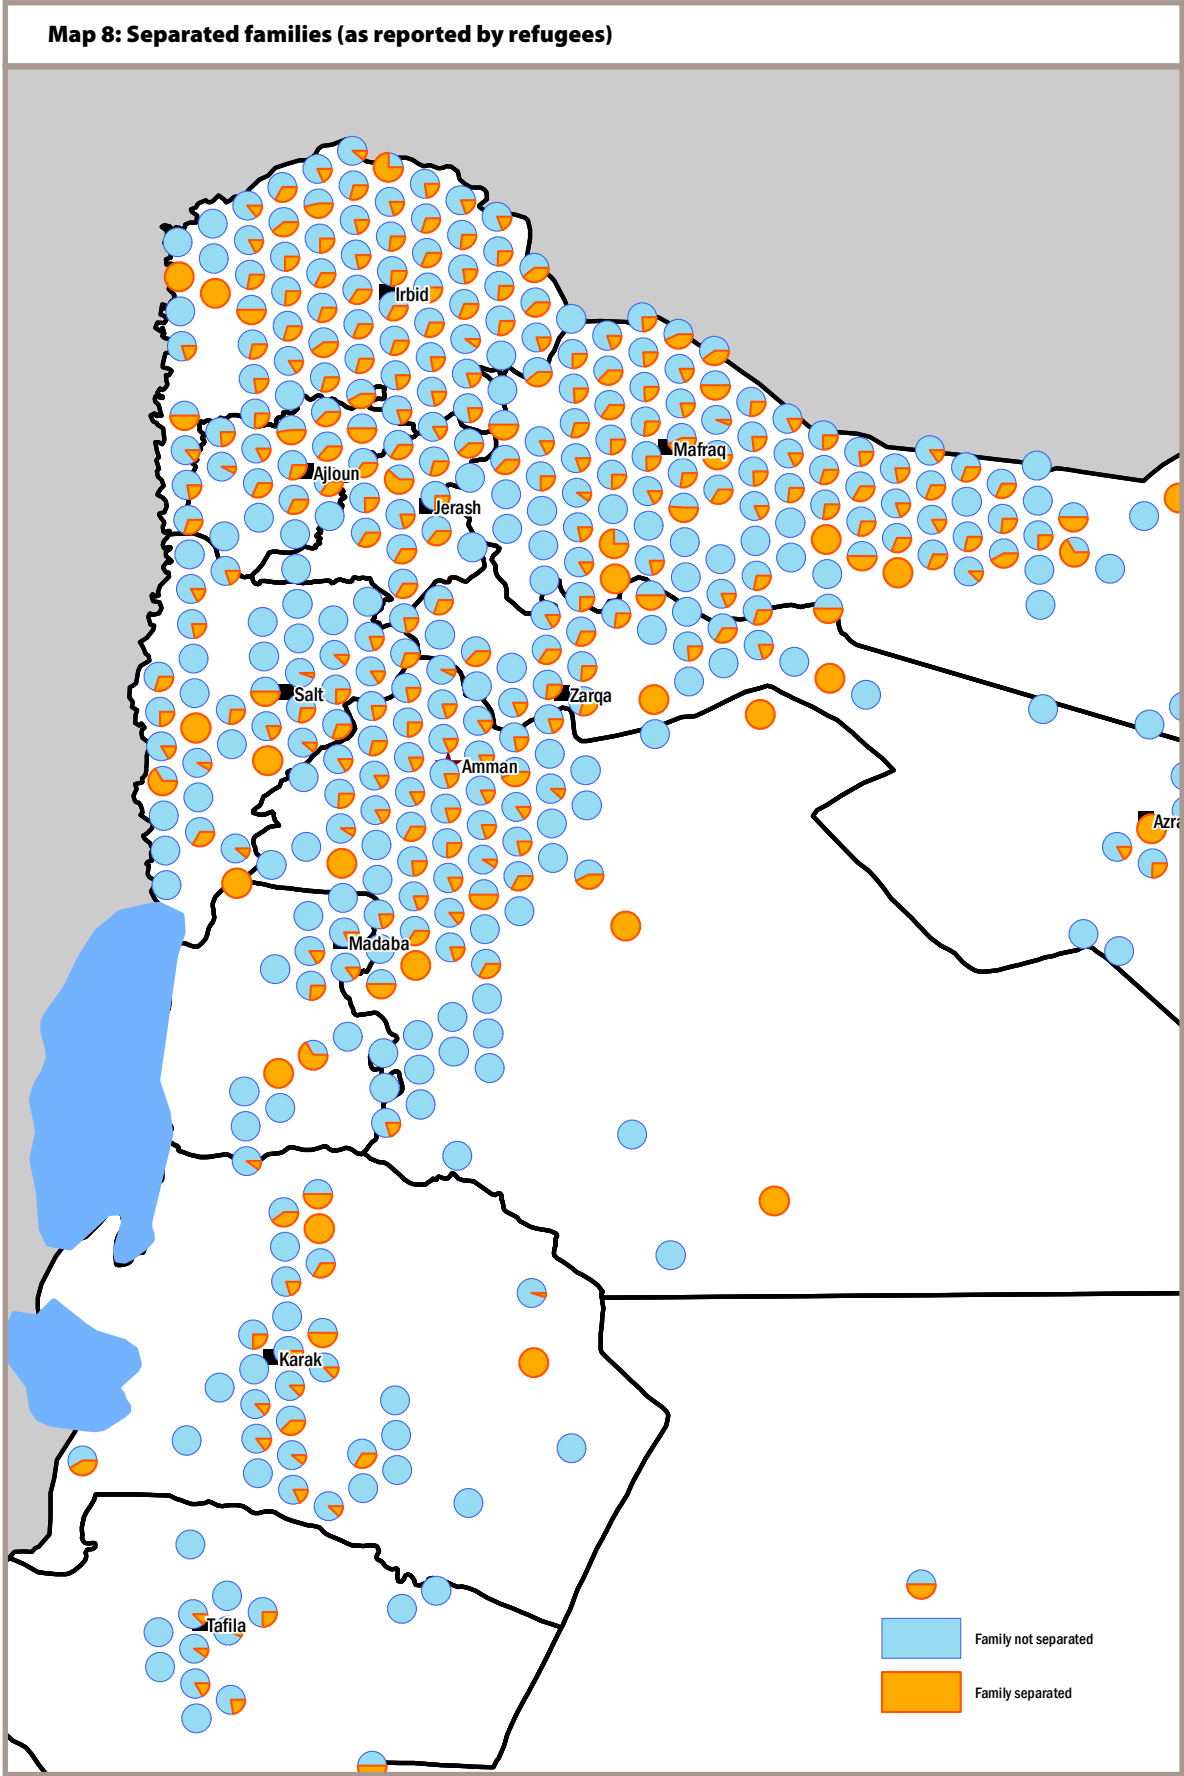 Map 8: Separated families (as reported by refugees)
Irbid
Mafraq
Ajloun
Jerash
Salt
Zarqa
Amman
Azra
Madaba
Karak
Tafila
Family not separated
Family separated